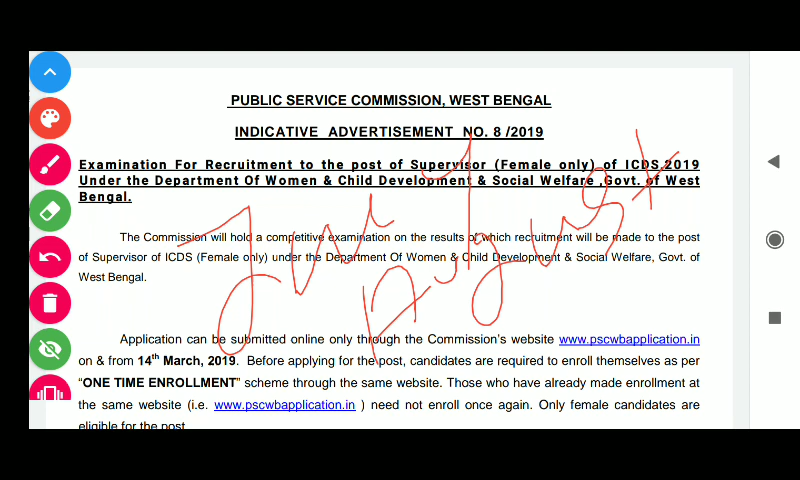 PUBLIC SERVICE COMMISSION, WEST BENGAL
INDICATIVE ADVERTISEMENT NO. 8 /2019
Examination For Recruitment to the post of Supervisor (Female only) of ICDS,2019
Under the Department Of Women & Child Development & Social Welfare ,Govt. of West
Bengal.
The Commission will hold a competitive examination on the results of which recruitment will be made to the post
of Supervisor of ICDS (Female only) under the Department Of Women & Child Development & Social Welfare, Govt. of
West Bengal.
Application can be submitted online only through the Commission's website www.pscwbapplication.in
on & from 14th March, 2019. Before applying for the post, candidates are required to enroll themselves as per
"ONE TIME ENROLLMENT" scheme through the same website. Those who have already made enrollment at
the same website (i.e. www.pscwbapplication.in ) need not enroll once again. Only female candidates are
eligible for the post